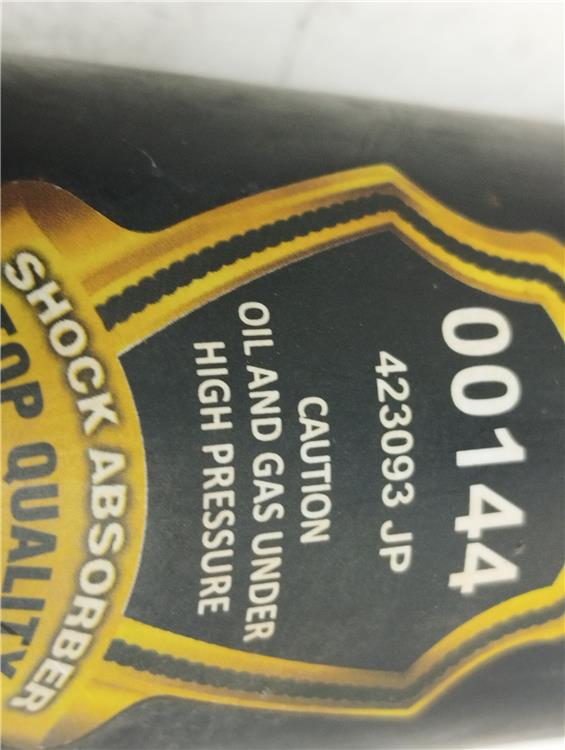 00144
423093 JP
CAUTION
OIL AND GAS UNDER
HIGH PRESSURE
SHOCK ABSORBER
TOP QUALITY